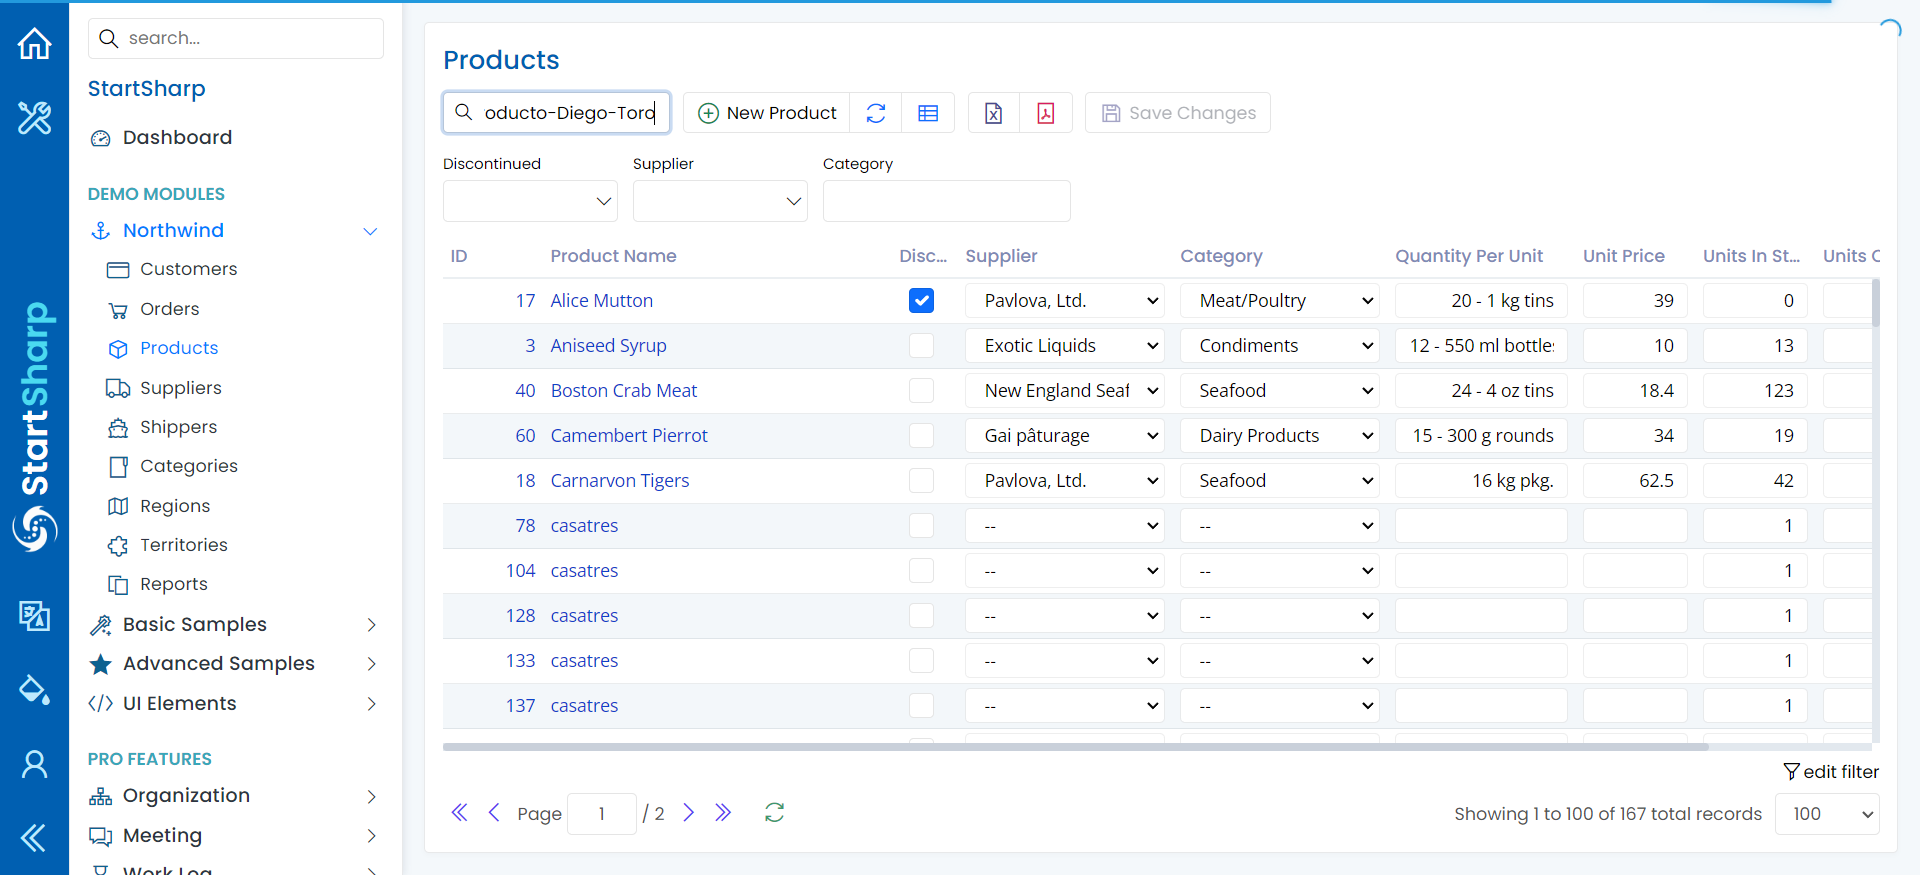 search...
StartSharp
Dashboard
DEMO MODULES
Northwind
Customers
Orders
Products
Suppliers
Shippers
Categories
Regions
Territories
Reports
Basic Samples
Advanced Samples
UI Elements
PRO FEATURES
Organization
Meeting
Work Log
StartSharp
Products
oducto-Diego-Toro
New Product
Save Changes
Discontinued Supplier Category
ID Product Name Disc... Supplier Category Quantity Per Unit Unit Price Units In St... Units O
17 Alice Mutton Pavlova, Ltd. Meat/Poultry 20 - 1 kg tins 39 0
3 Aniseed Syrup Exotic Liquids Condiments 12 - 550 ml bottles 10 13
40 Boston Crab Meat New England Seaf Seafood 24 - 4 oz tins 18.4 123
60 Camembert Pierrot Gai pâturage Dairy Products 15 - 300 g rounds 34 19
18 Carnarvon Tigers Pavlova, Ltd. Seafood 16 kg pkg. 62.5 42
78 casatres -- -- 1
104 casatres -- -- 1
128 casatres -- -- 1
133 casatres -- -- 1
137 casatres -- -- 1
edit filter
Page 1 / 2
Showing 1 to 100 of 167 total records 100